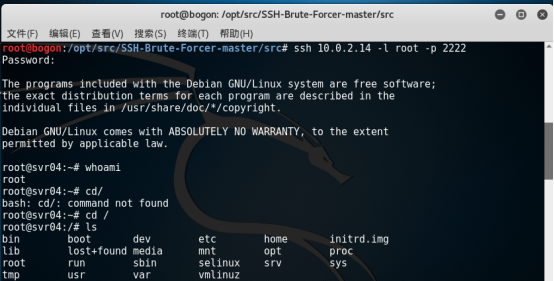 root@bogon: /opt/src/SSH-Brute-Forcer-master/src
文件(F) 编辑(E) 查看(V) 搜索(S) 终端(T) 帮助(H)
root@bogon:/opt/src/SSH-Brute-Forcer-master/src# ssh 10.0.2.14 -l root -p 2222
Password:
The programs included with the Debian GNU/Linux system are free software;
the exact distribution terms for each program are described in the
individual files in /usr/share/doc/*/copyright.
Debian GNU/Linux comes with ABSOLUTELY NO WARRANTY, to the extent
permitted by applicable law.
root@svr04:~# whoami
root
root@svr04:~# cd/
bash: cd/: command not found
root@svr04:~# cd /
root@svr04:/# ls
bin boot dev etc home initrd.img
lib lost+found media mnt opt proc
root run sbin selinux srv sys
tmp usr var vmlinuz